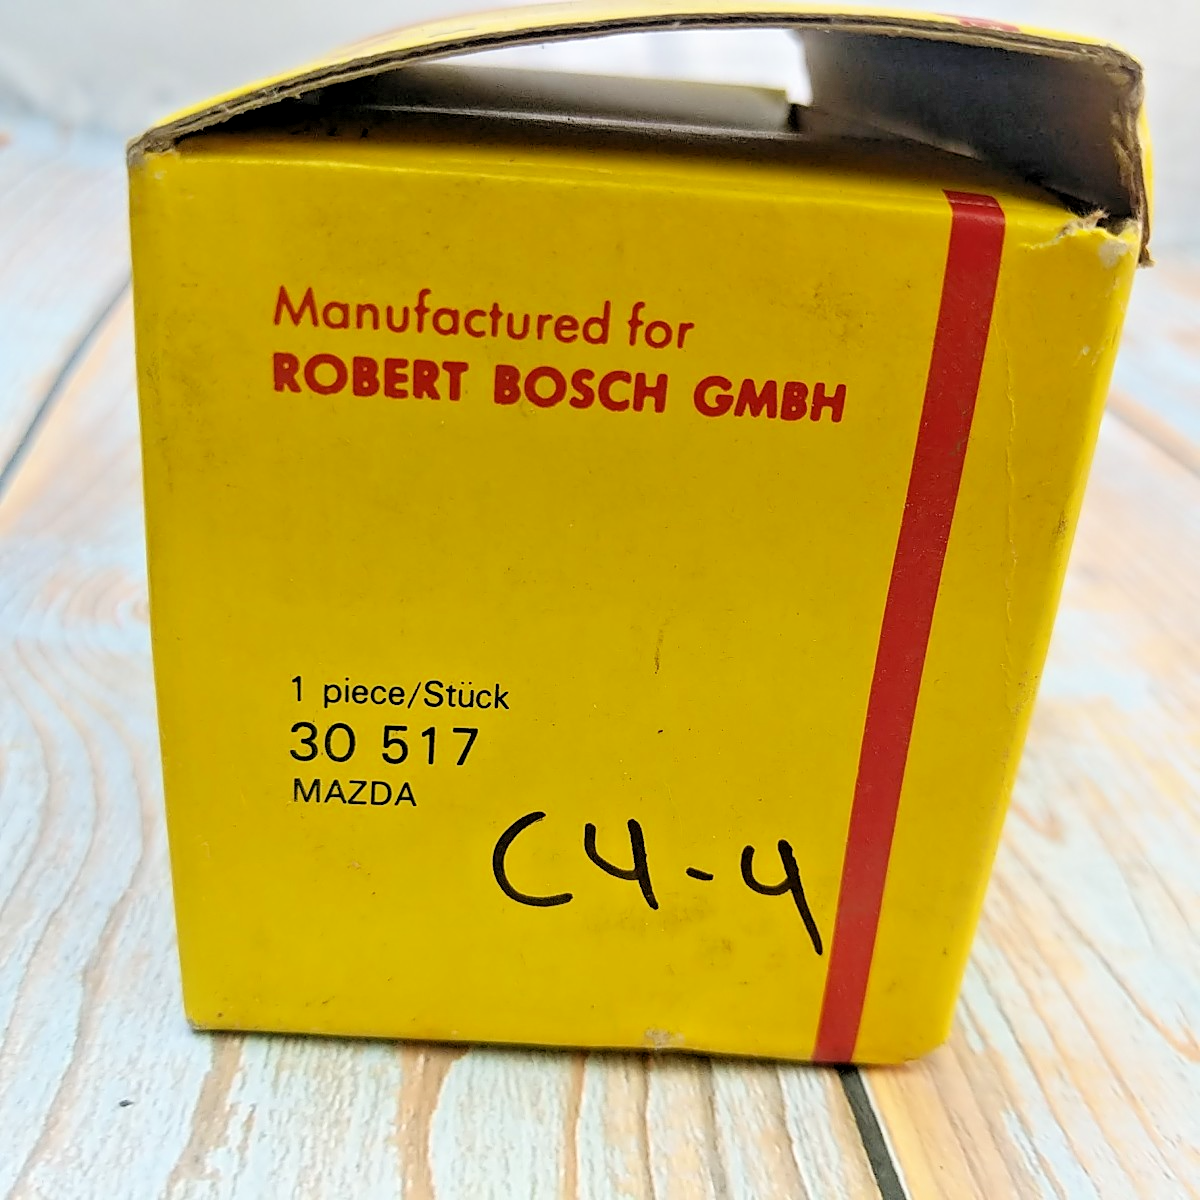 Manufactured for
ROBERT BOSCH GMBH
1 piece/Stück
30 517
MAZDA
C4-4